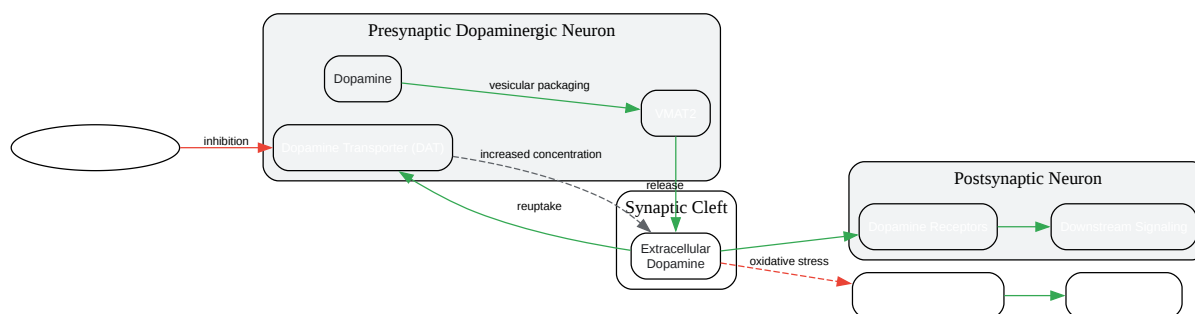 Presynaptic Dopaminergic Neuron
Dopamine
vesicular packaging
VMAT2
inhibition
Dopamine Transporter (DAT)
increased concentration
release
reuptake
Synaptic Cleft
Extracellular
Dopamine
Postsynaptic Neuron
Dopamine Receptors
Downstream Signaling
oxidative stress